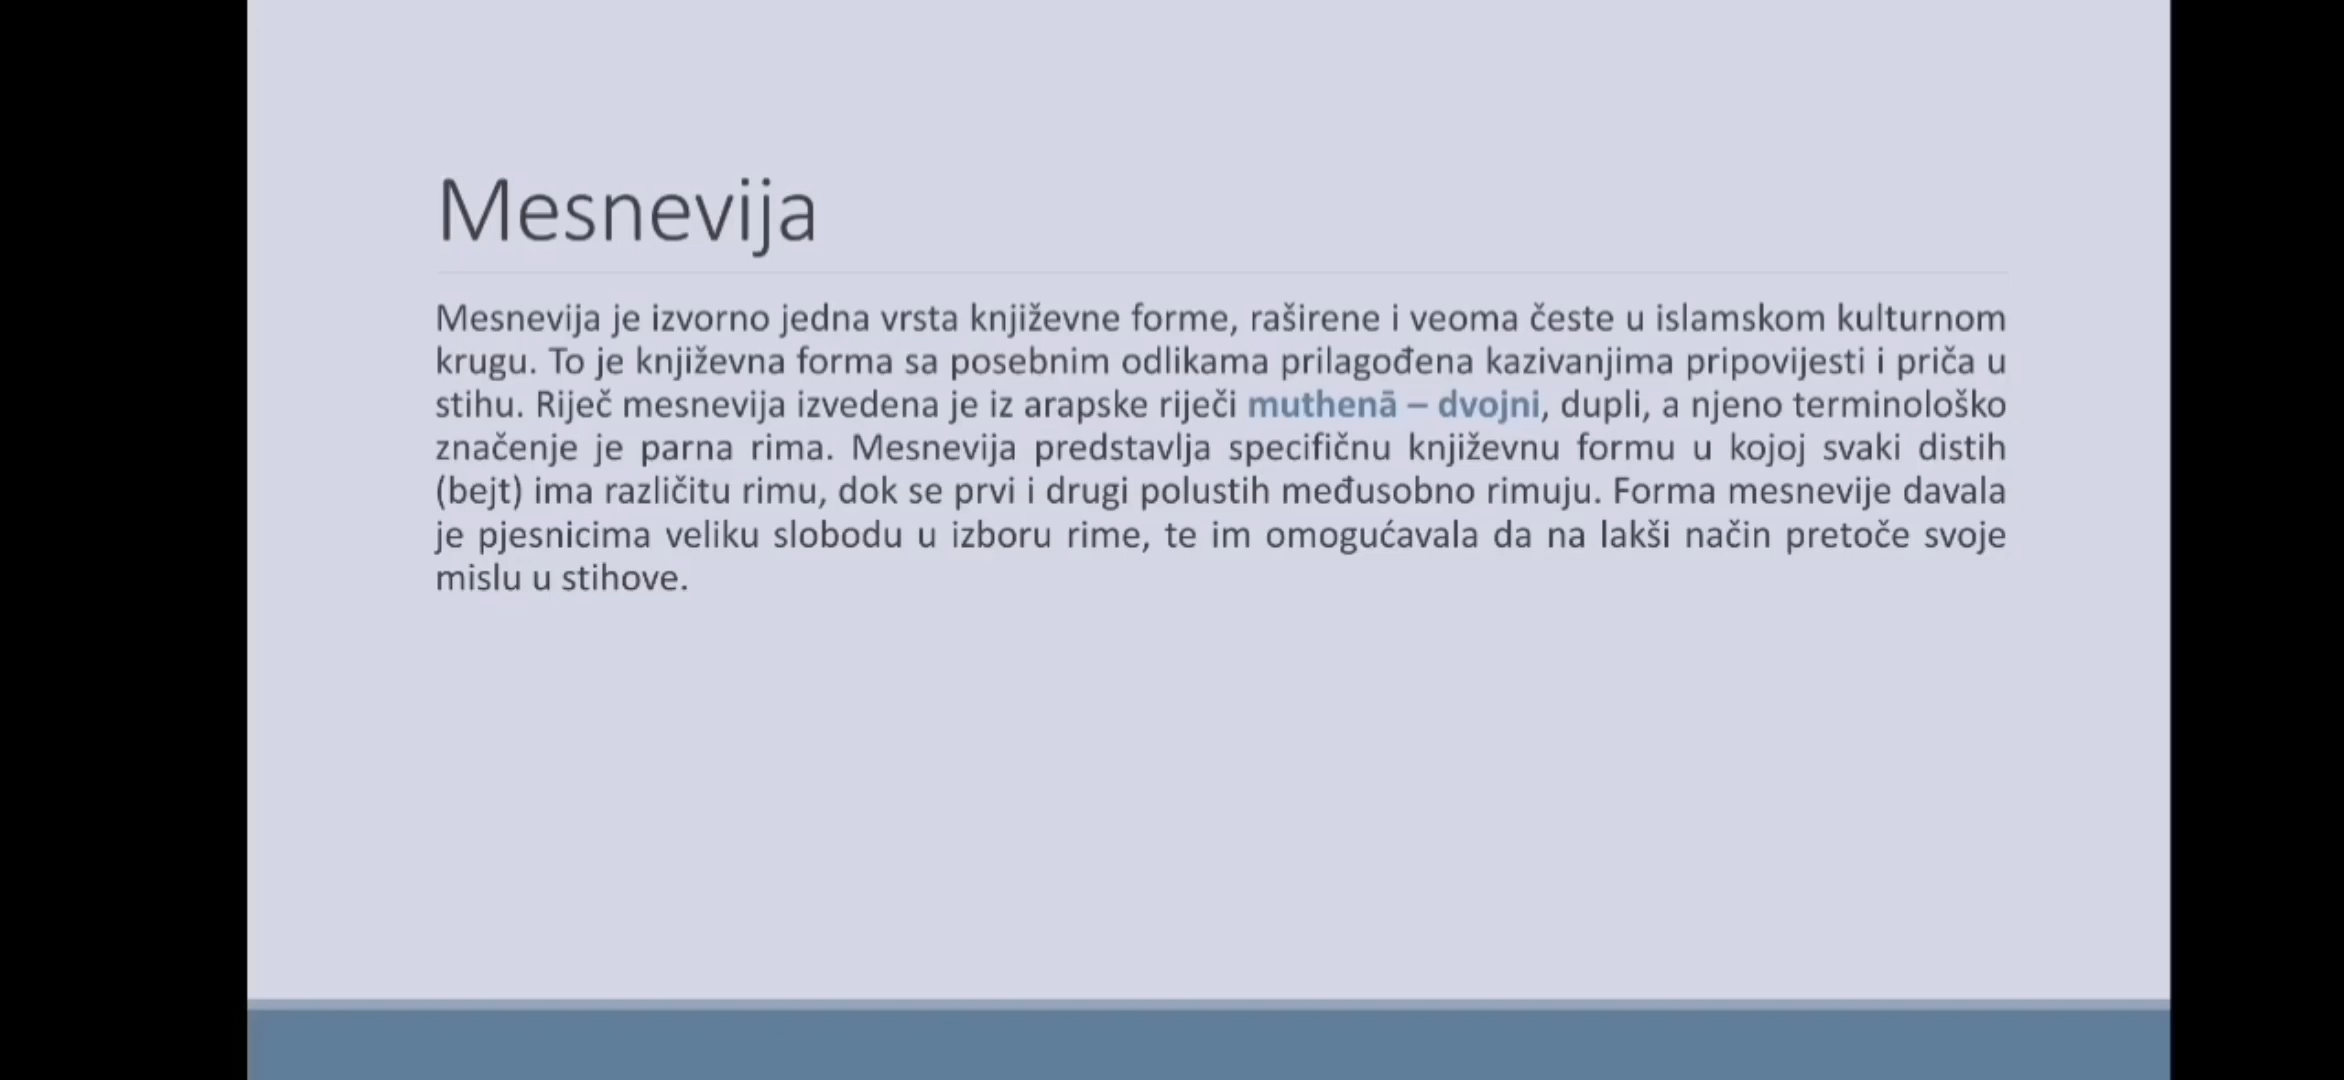 Mesnevija
Mesnevija je izvorno jedna vrsta književne forme, raširene i veoma česte u islamskom kulturnom
krugu. To je književna forma sa posebnim odlikama prilagođena kazivanjima pripovijesti i priča u
stihu. Riječ mesnevija izvedena je iz arapske riječi muthenā – dvojni, dupli, a njeno terminološko
značenje je parna rima. Mesnevija predstavlja specifičnu književnu formu u kojoj svaki distih
(bejt) ima različitu rimu, dok se prvi i drugi polustih međusobno rimuju. Forma mesnevije davala
je pjesnicima veliku slobodu u izboru rime, te im omogućavala da na lakši način pretoče svoje
mislu u stihove.